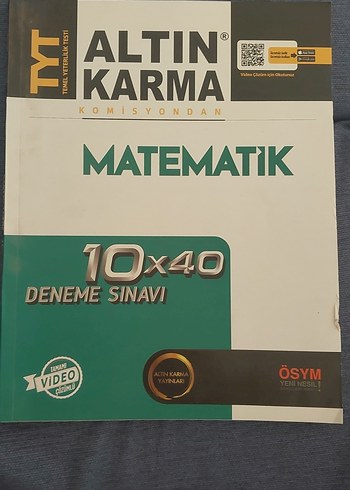 TYT
TEMEL YETERLİLİK TESTİ
ALTIN®
KARMA
KOMİSYONDAN
Video Çözüm için Okutunuz
MATEMATİK
10x40
DENEME SINAVI
TAMAMI
VİDEO
ÇÖZÜMLÜ
ALTIN KARMA
YAYINLARI
ÖSYM
YENİ NESİL!